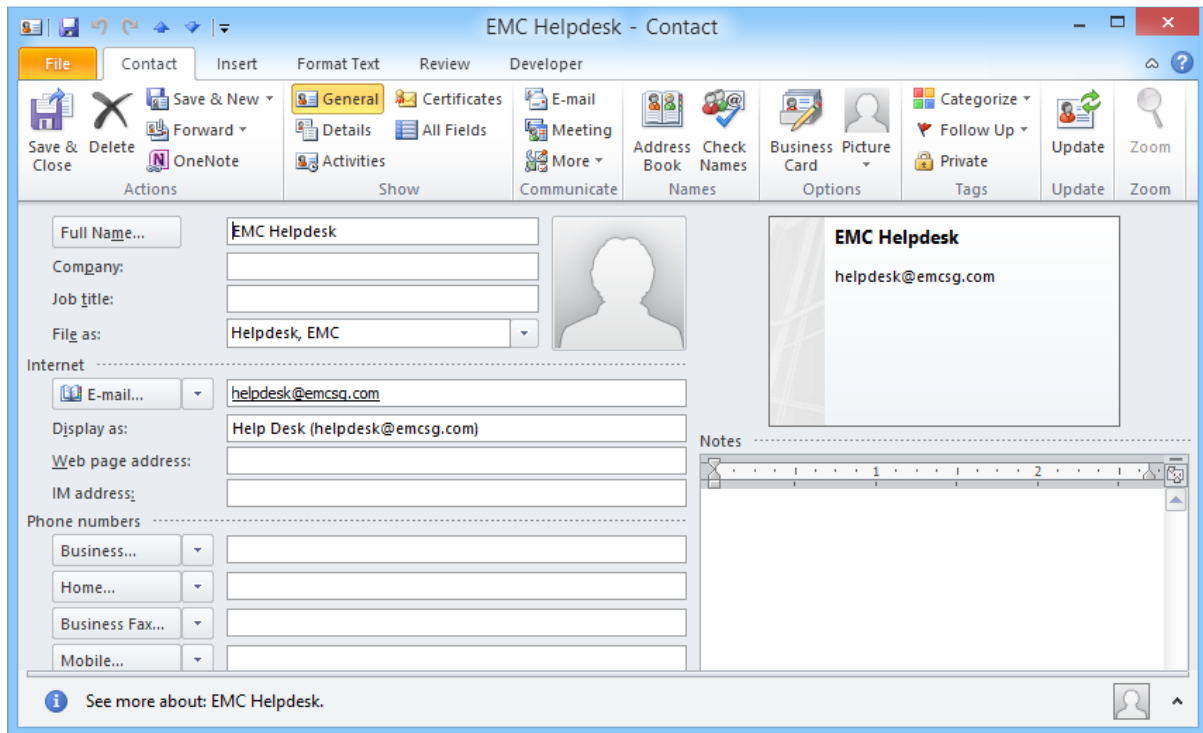 EMC Helpdesk - Contact
File Contact Insert Format Text Review Developer
Save & Close
Delete
Save & New
Forward
OneNote
Actions
General
Details
Activities
Certificates
All Fields
Show
E-mail
Meeting
More
Communicate
Address Book
Check Names
Names
Business Card
Picture
Options
Categorize
Follow Up
Private
Tags
Update
Update
Zoom
Zoom
Full Name... EMC Helpdesk
Company:
Job title:
File as: Helpdesk, EMC
Internet
E-mail... helpdesk@emcsg.com
Display as: Help Desk (helpdesk@emcsg.com)
Web page address:
IM address:
Phone numbers
Business...
Home...
Business Fax...
Mobile...
EMC Helpdesk
helpdesk@emcsg.com
Notes
1 2
See more about: EMC Helpdesk.